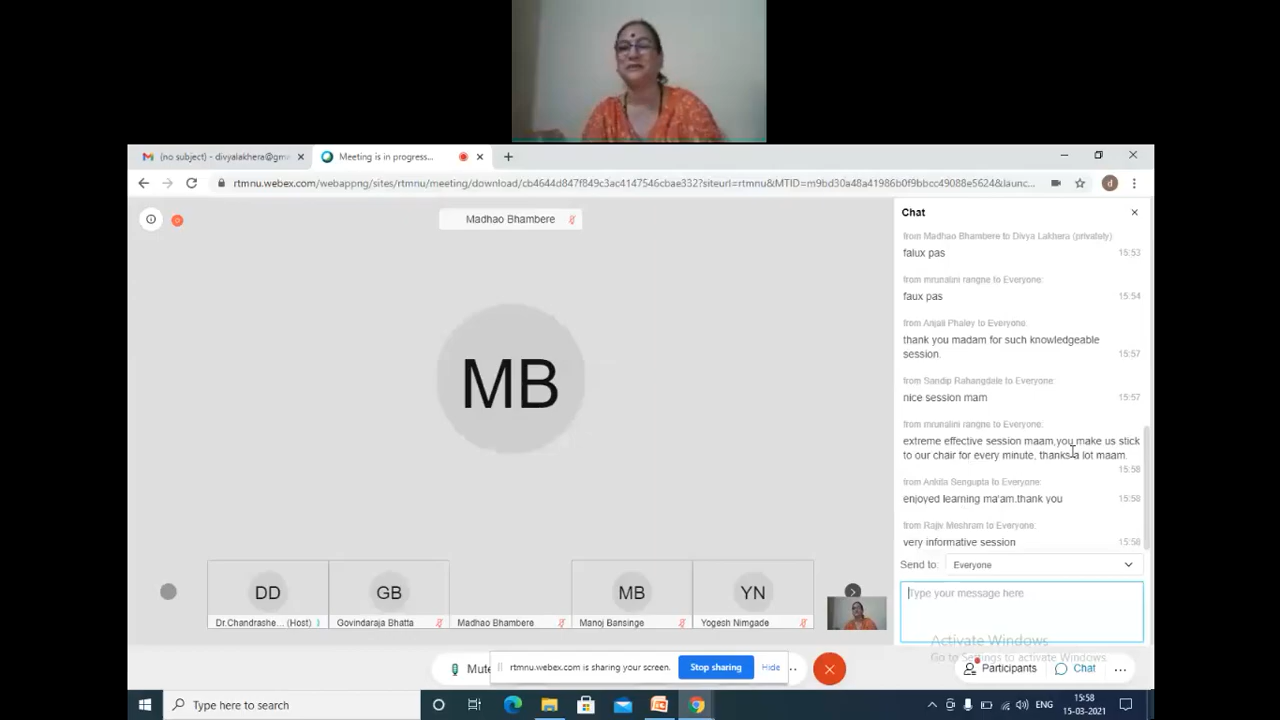 (no subject) - divyalakhera@gma
Meeting is in progress...
rtmnu.webex.com/webappng/sites/rtmnu/meeting/download/cb4644d847f849c3ac4147546cbae332?siteurl=rtmnu&MTID=m9bd30a48a41986b0f9bbcc49088e5624&launc...
Madhao Bhambere
MB
DD
Dr.Chandrashe... (Host)
GB
Govindaraja Bhatta
Madhao Bhambere
MB
Manoj Bansinge
YN
Yogesh Nimgade
Chat
from Madhao Bhambere to Divya Lakhera (privately)
falux pas 15:53
from mrunalini rangne to Everyone:
faux pas 15:54
from Anjali Phaley to Everyone:
thank you madam for such knowledgeable
session. 15:57
from Sandip Rahangdale to Everyone:
nice session mam 15:57
from mrunalini rangne to Everyone:
extreme effective session maam,you make us stick
to our chair for every minute, thanks a lot maam.
15:58
from Ankita Sengupta to Everyone:
enjoyed learning ma'am.thank you 15:58
from Rajiv Meshram to Everyone:
very informative session 15:58
Send to: Everyone
Type your message here
Activate Windows
Go to Settings to activate Windows.
Mute
rtmnu.webex.com is sharing your screen.
Stop sharing
Hide
Participants
Chat
Type here to search
ENG
15:58
15-03-2021